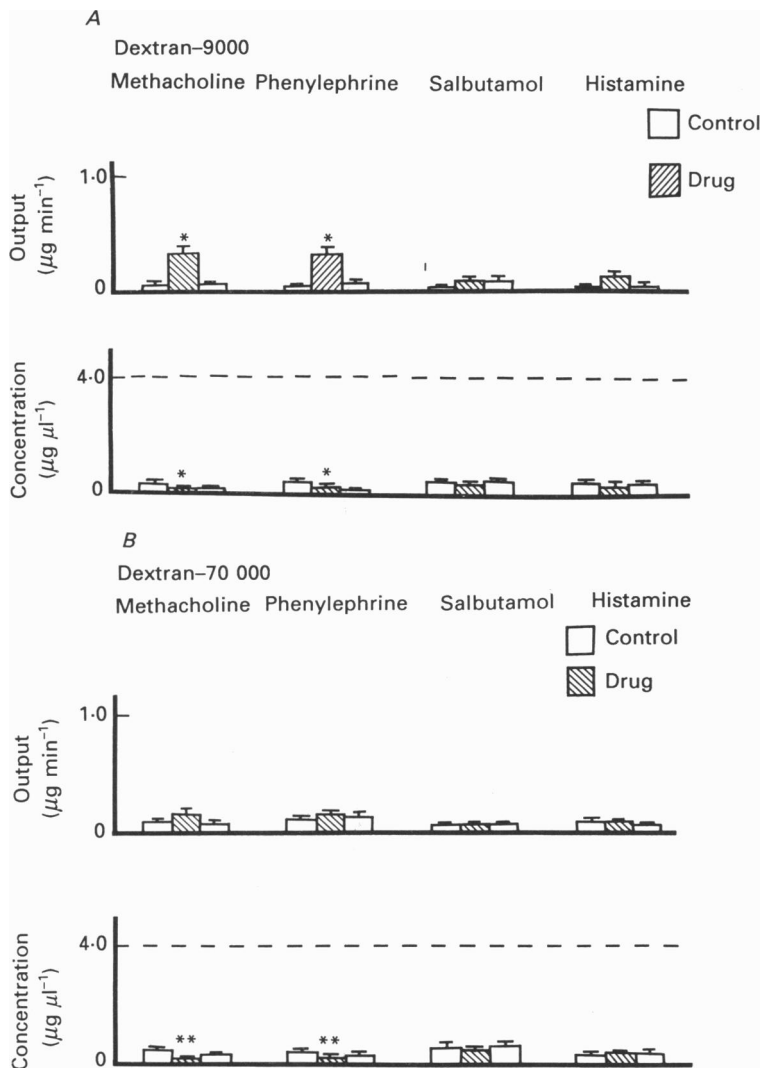 A
Dextran–9000
Methacoline Phenylephrine Salbutamol Histamine
Control
Drug
Output
(μg min⁻¹)
1·0
0
Concentration
(μg μl⁻¹)
4·0
0
* *
* *
B
Dextran–70 000
Methacoline Phenylephrine Salbutamol Histamine
Control
Drug
Output
(μg min⁻¹)
1·0
0
Concentration
(μg μl⁻¹)
4·0
0
** **